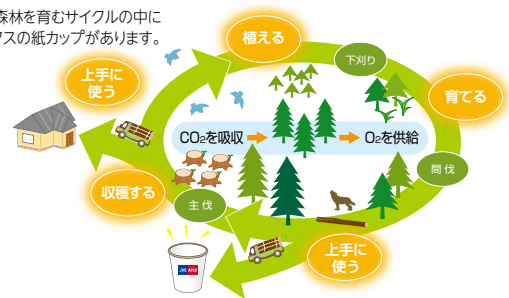 森林を育むサイクルの中に
スの紙カップがあります。
植える
下刈り
育てる
間伐
上手に
使う
主伐
収穫する
上手に
使う
CO₂を吸収
O₂を供給
APEX